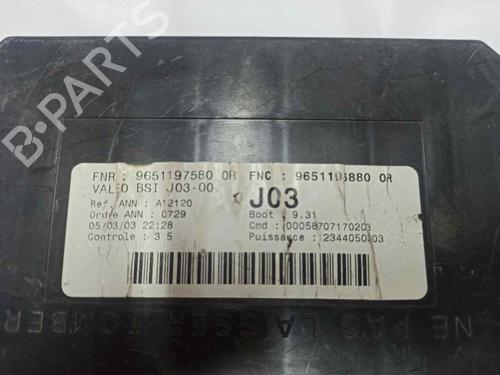 B-PARTS
FNR : 9651197580 0R FNC : 9651196880 0R
VALEO BSI J03-00
J03
Ref. ANN : A12120
Ordre ANN : 0729
05/03/03 22:28
Controle : 3 5
Boot : 9.31
Cmd : 00058707170203
Puissance : 2344050303
NE PAS LAISSER TOMBER